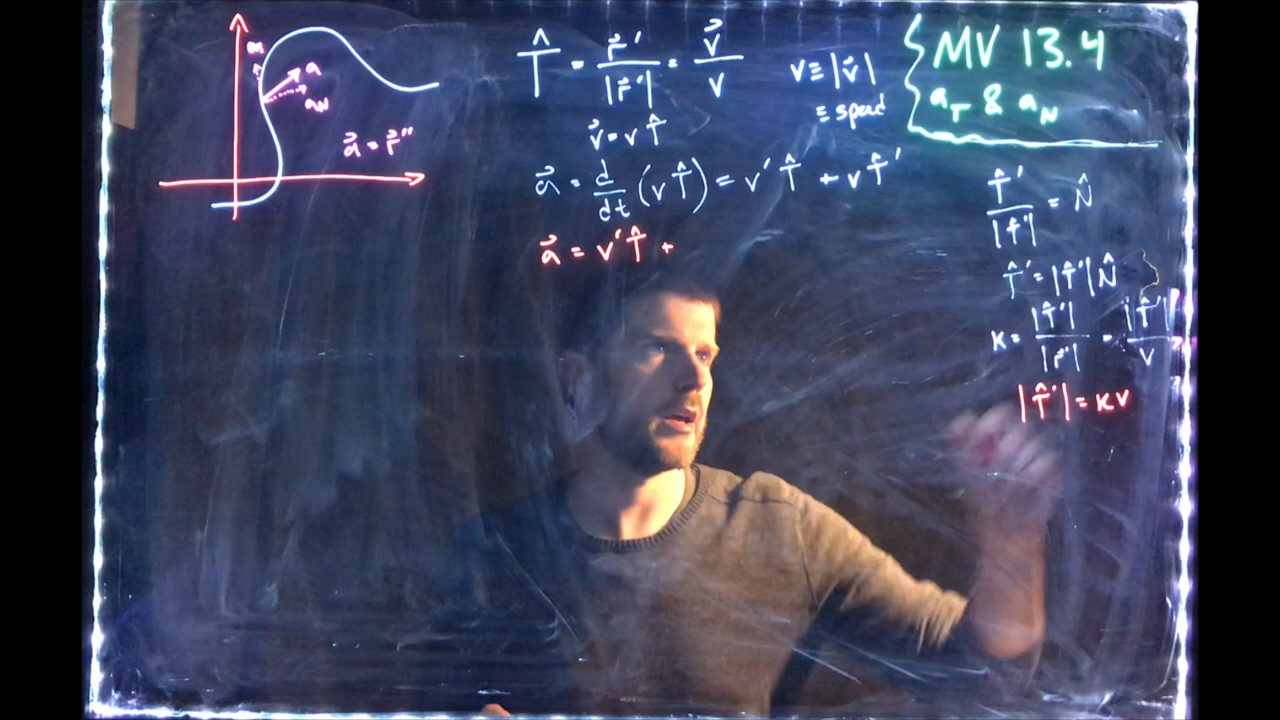 MV 13.4
a_T & a_N
T̂ = r⃗'/|r⃗'| = v⃗/v
v ≡ |v⃗|
≡ speed
v⃗ = v T̂
a⃗ = d/dt (v T̂) = v' T̂ + v T̂'
a⃗ = v' T̂ +
a
a_N
a⃗ = r⃗''
T̂'/|T̂'| = N̂
T̂' = |T̂'| N̂
κ = |T̂'|/|r⃗'| = |T̂'|/v
|T̂'| = κv